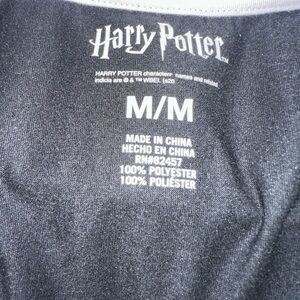 Harry Potter
HARRY POTTER characters, names and related
indicia are © & ™ WBEI. (s20
M/M
MADE IN CHINA
HECHO EN CHINA
RN#82457
100% POLYESTER
100% POLIÉSTER